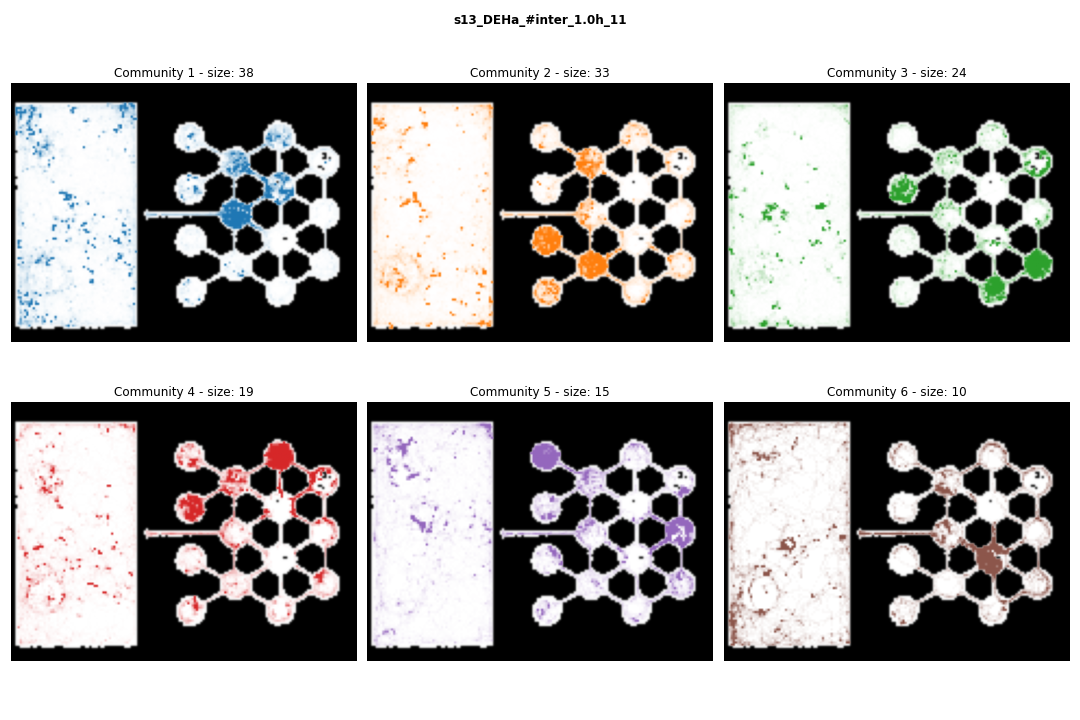 s13_DEHa_#inter_1.0h_11
Community 1 - size: 38
Community 2 - size: 33
Community 3 - size: 24
Community 4 - size: 19
Community 5 - size: 15
Community 6 - size: 10